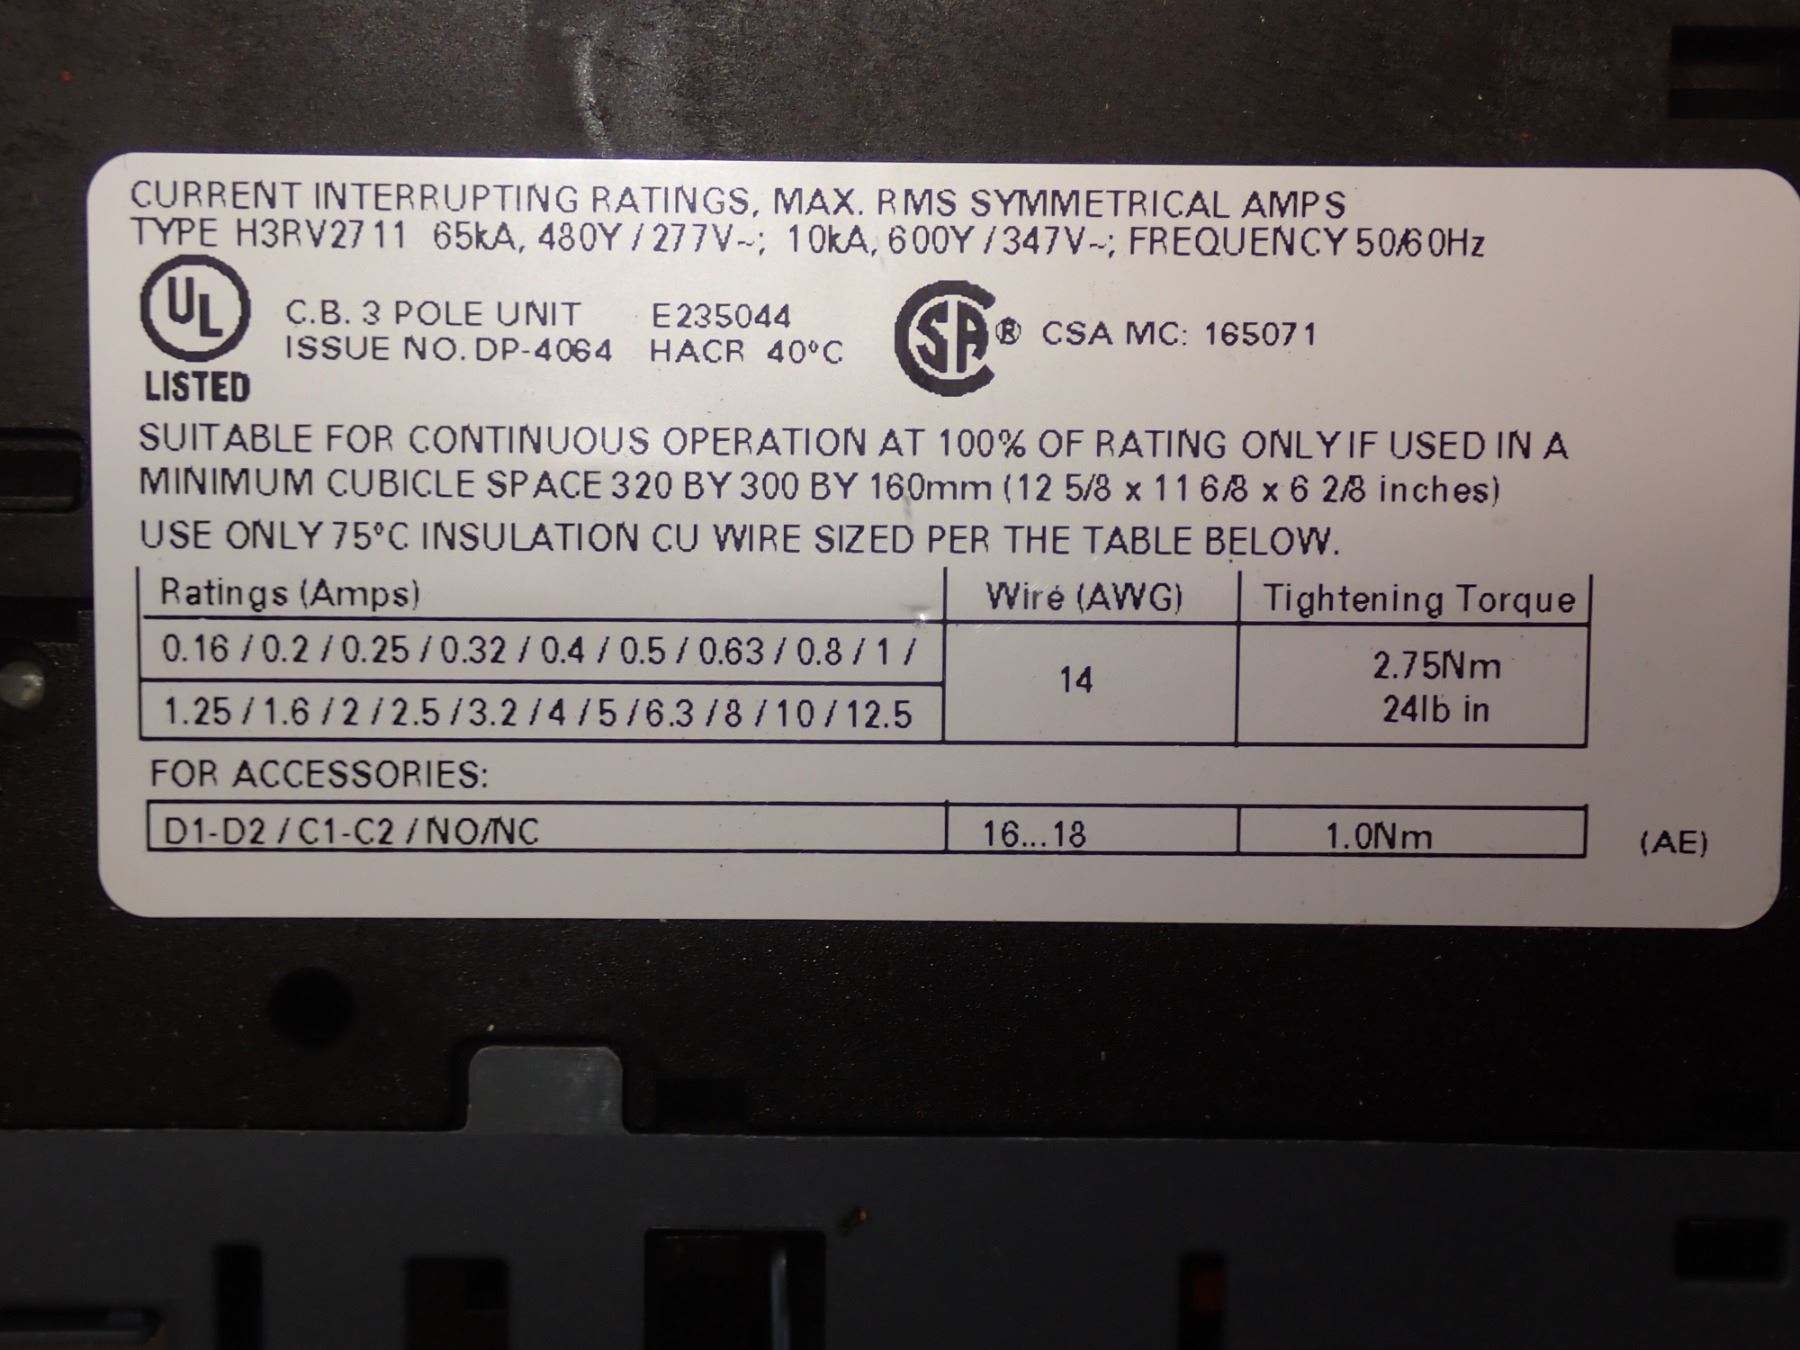 CURRENT INTERRUPTING RATINGS, MAX. RMS SYMMETRICAL AMPS
TYPE H3RV2711 65kA, 480Y / 277V~; 10kA, 600Y / 347V~; FREQUENCY 50/60Hz
UL
LISTED
C.B. 3 POLE UNIT E235044
ISSUE NO. DP-4064 HACR 40°C
SA® CSA MC: 165071
SUITABLE FOR CONTINUOUS OPERATION AT 100% OF RATING ONLY IF USED IN A
MINIMUM CUBICLE SPACE 320 BY 300 BY 160mm (12 5/8 x 11 6/8 x 6 2/8 inches)
USE ONLY 75°C INSULATION CU WIRE SIZED PER THE TABLE BELOW.
Ratings (Amps) Wire (AWG) Tightening Torque
0.16 / 0.2 / 0.25 / 0.32 / 0.4 / 0.5 / 0.63 / 0.8 / 1 /
1.25 / 1.6 / 2 / 2.5 / 3.2 / 4 / 5 / 6.3 / 8 / 10 / 12.5
14
2.75Nm
24lb in
FOR ACCESSORIES:
D1-D2 / C1-C2 / NO/NC 16...18 1.0Nm
(AE)